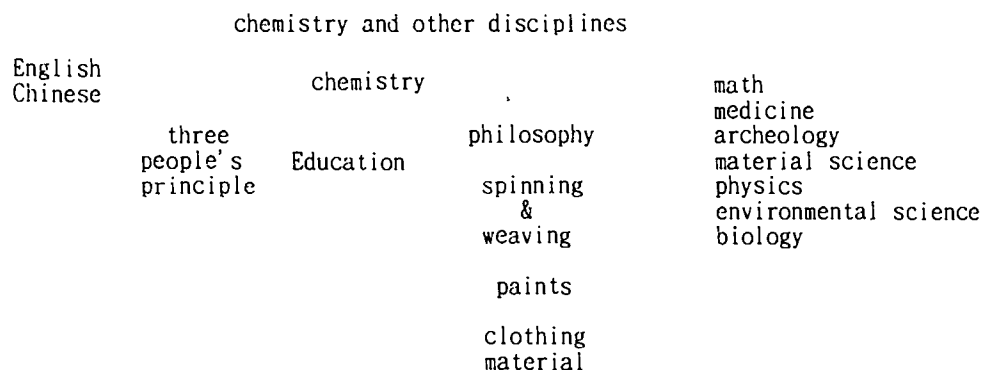 chemistry and other disciplines
English
Chinese
chemistry
three
people's
principle
Education
philosophy
spinning
&
weaving
paints
clothing
material
math
medicine
archeology
material science
physics
environmental science
biology